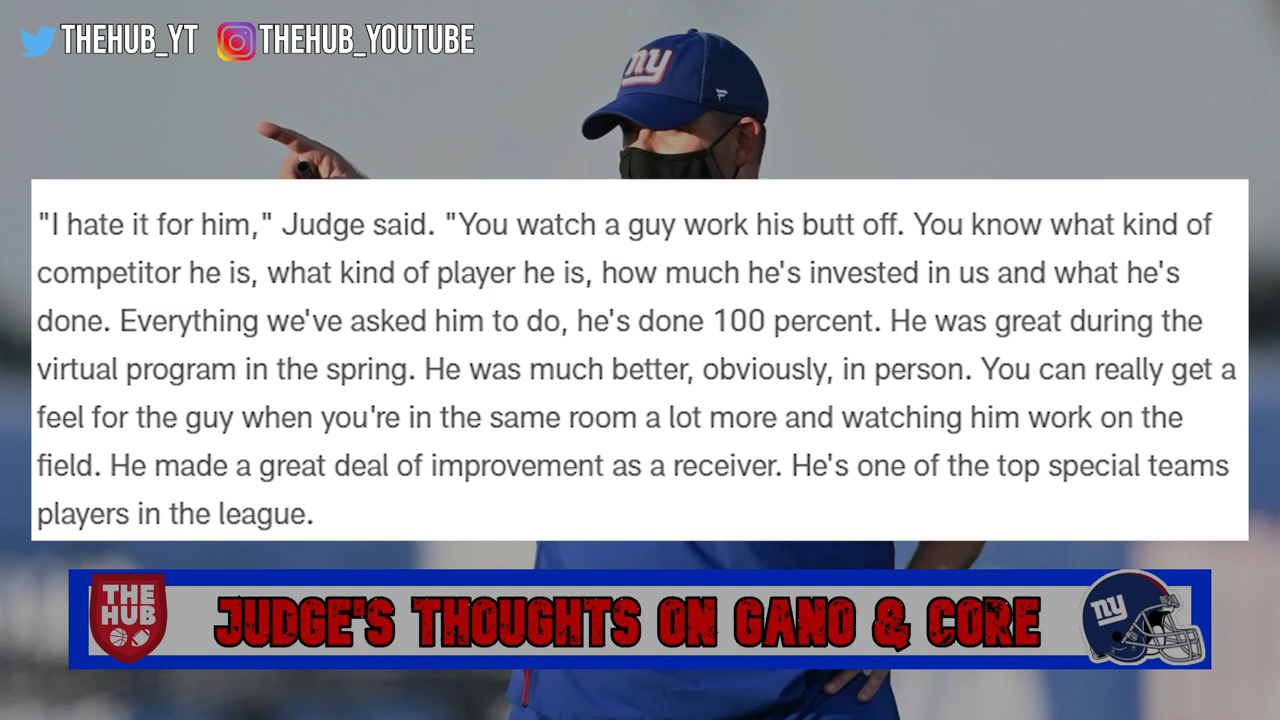 THEHUB_YT THEHUB_YOUTUBE
ny
"I hate it for him," Judge said. "You watch a guy work his butt off. You know what kind of
competitor he is, what kind of player he is, how much he's invested in us and what he's
done. Everything we've asked him to do, he's done 100 percent. He was great during the
virtual program in the spring. He was much better, obviously, in person. You can really get a
feel for the guy when you're in the same room a lot more and watching him work on the
field. He made a great deal of improvement as a receiver. He's one of the top special teams
players in the league.
THE
HUB
JUDGE'S THOUGHTS ON GANO & CORE
ny